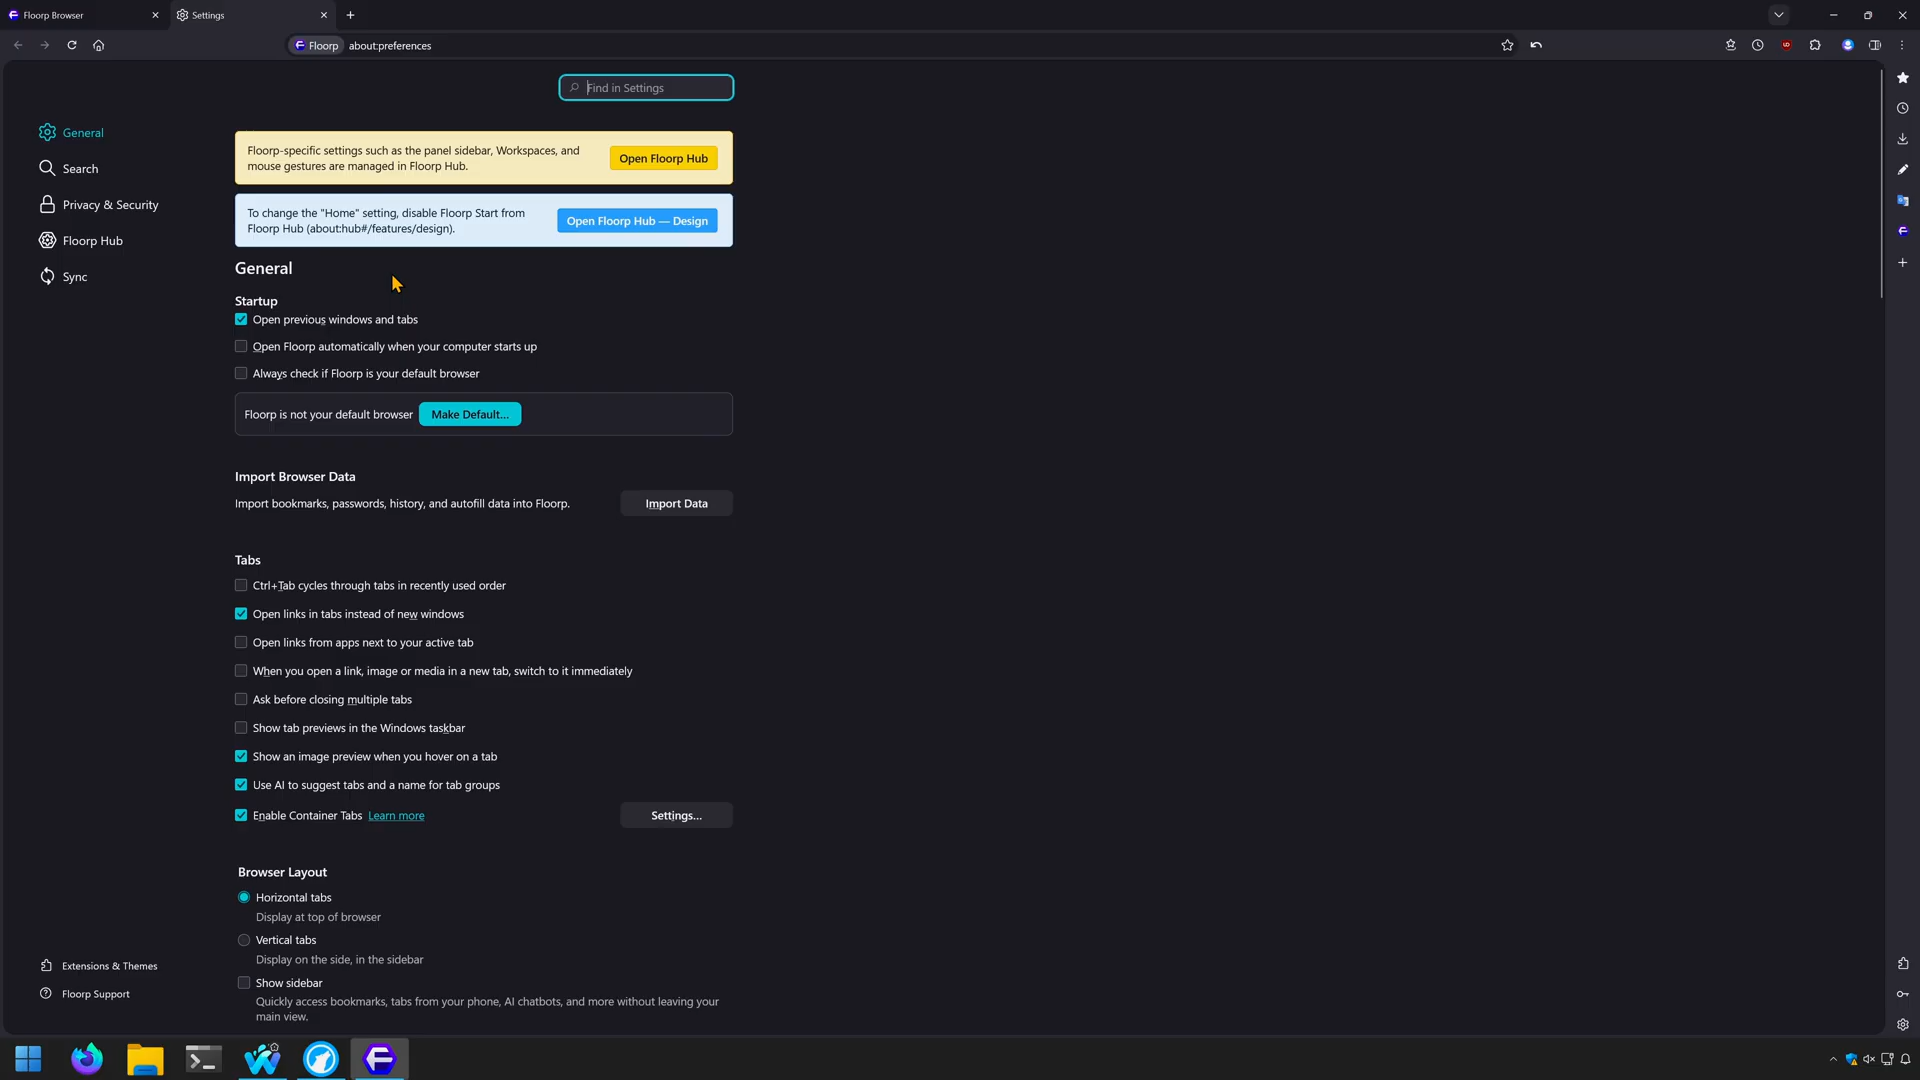 Floorp Browser
Settings
Floorp
about:preferences
Find in Settings
General
Search
Privacy & Security
Floorp Hub
Sync
Floorp-specific settings such as the panel sidebar, Workspaces, and
mouse gestures are managed in Floorp Hub.
Open Floorp Hub
To change the "Home" setting, disable Floorp Start from
Floorp Hub (about:hub#/features/design).
Open Floorp Hub — Design
General
Startup
Open previous windows and tabs
Open Floorp automatically when your computer starts up
Always check if Floorp is your default browser
Floorp is not your default browser
Make Default...
Import Browser Data
Import bookmarks, passwords, history, and autofill data into Floorp.
Import Data
Tabs
Ctrl+Tab cycles through tabs in recently used order
Open links in tabs instead of new windows
Open links from apps next to your active tab
When you open a link, image or media in a new tab, switch to it immediately
Ask before closing multiple tabs
Show tab previews in the Windows taskbar
Show an image preview when you hover on a tab
Use AI to suggest tabs and a name for tab groups
Enable Container Tabs Learn more
Settings...
Browser Layout
Horizontal tabs
Display at top of browser
Vertical tabs
Display on the side, in the sidebar
Show sidebar
Quickly access bookmarks, tabs from your phone, AI chatbots, and more without leaving your
main view.
Extensions & Themes
Floorp Support